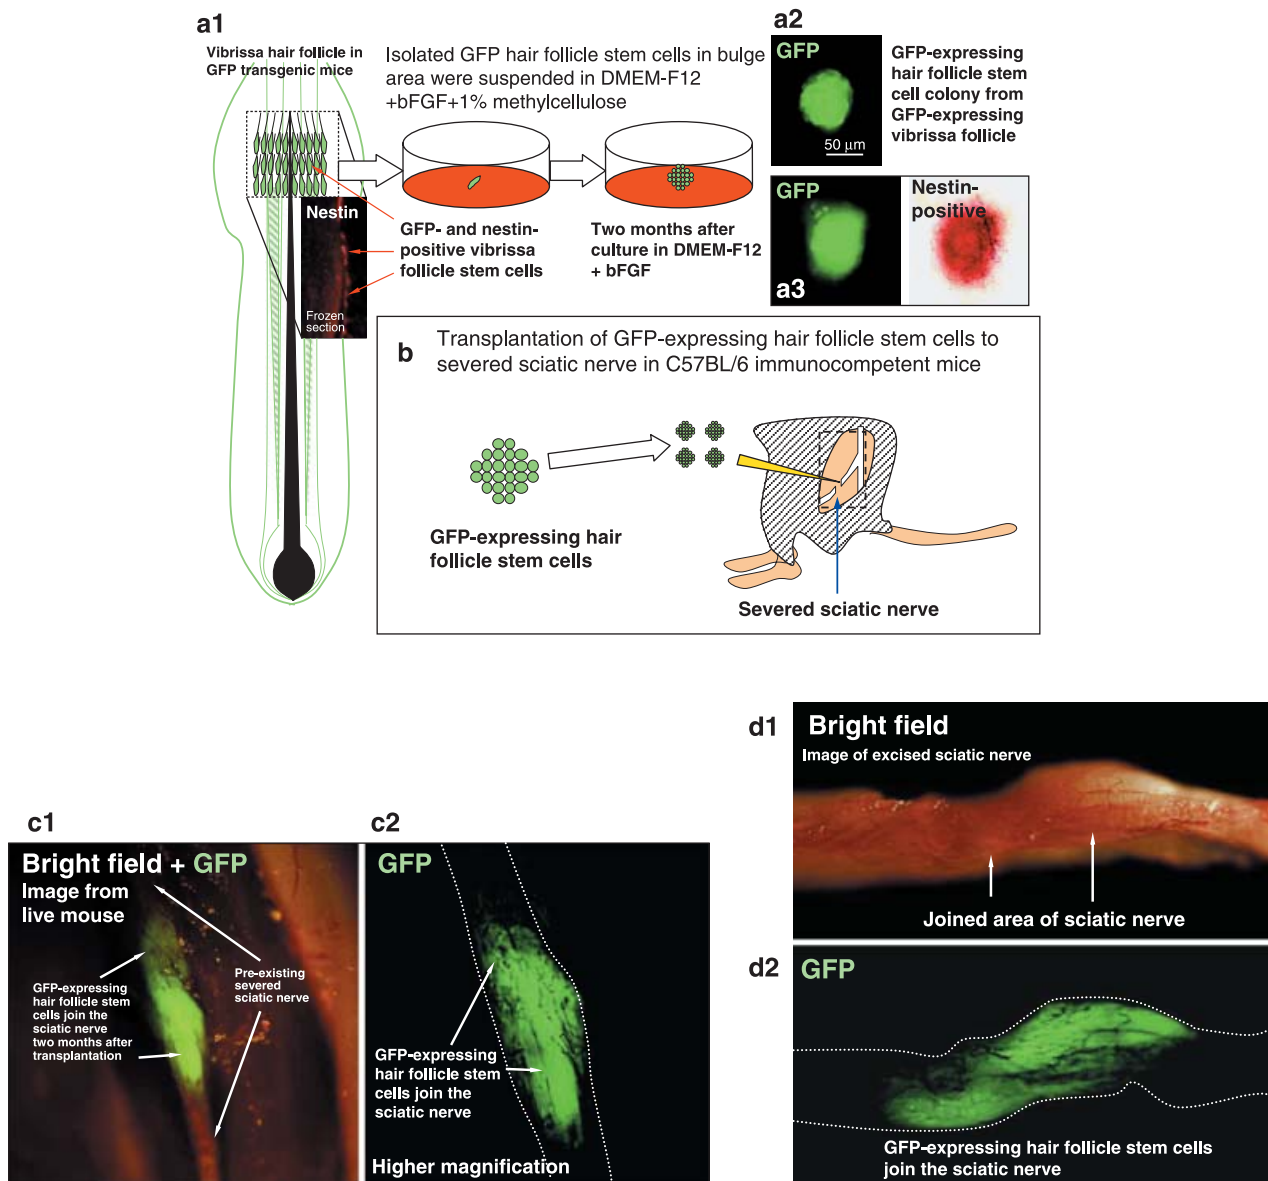 a1
Vibrissa hair follicle in
GFP transgenic mice
Isolated GFP hair follicle stem cells in bulge
area were suspended in DMEM-F12
+bFGF+1% methylcellulose
Nestin
Frozen
section
GFP- and nestin-
positive vibrissa
follicle stem cells
Two months after
culture in DMEM-F12
+ bFGF
a2
GFP
50 µm
GFP-expressing
hair follicle stem
cell colony from
GFP-expressing
vibrissa follicle
GFP
a3
Nestin-
positive
b
Transplantation of GFP-expressing hair follicle stem cells to
severed sciatic nerve in C57BL/6 immunocompetent mice
GFP-expressing hair
follicle stem cells
Severed sciatic nerve
c1
Bright field + GFP
Image from
live mouse
GFP-expressing
hair follicle stem
cells join the
sciatic nerve
two months after
transplantation
Pre-existing
severed
sciatic nerve
c2
GFP
GFP-expressing
hair follicle stem
cells join the
sciatic nerve
Higher magnification
d1
Bright field
Image of excised sciatic nerve
Joined area of sciatic nerve
d2
GFP
GFP-expressing hair follicle stem cells
join the sciatic nerve